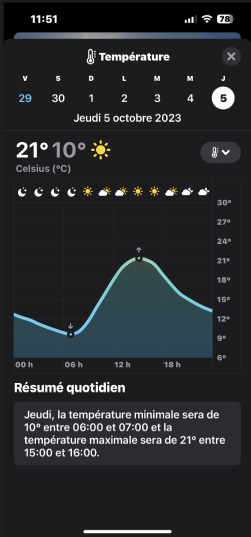 11:51
78
Température
V S D L M M J
29 30 1 2 3 4 5
Jeudi 5 octobre 2023
21° 10°
Celsius (°C)
30°
27°
24°
21°
18°
15°
12°
9°
6°
00 h 06 h 12 h 18 h
Résumé quotidien
Jeudi, la température minimale sera de
10° entre 06:00 et 07:00 et la
température maximale sera de 21° entre
15:00 et 16:00.